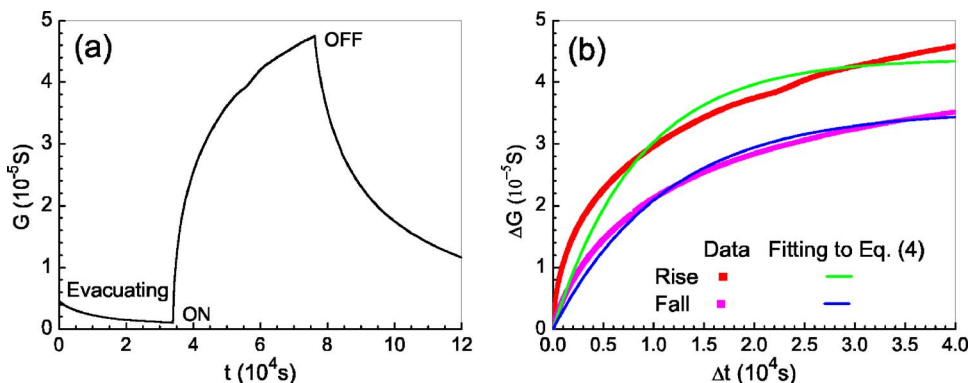 (a)
5
4
3
2
1
0
G (10⁻⁵S)
OFF
Evacuating
ON
0 2 4 6 8 10 12
t (10⁴s)
(b)
5
4
3
2
1
0
ΔG (10⁻⁵S)
Data Fitting to Eq. (4)
Rise
Fall
0.0 0.5 1.0 1.5 2.0 2.5 3.0 3.5 4.0
Δt (10⁴s)